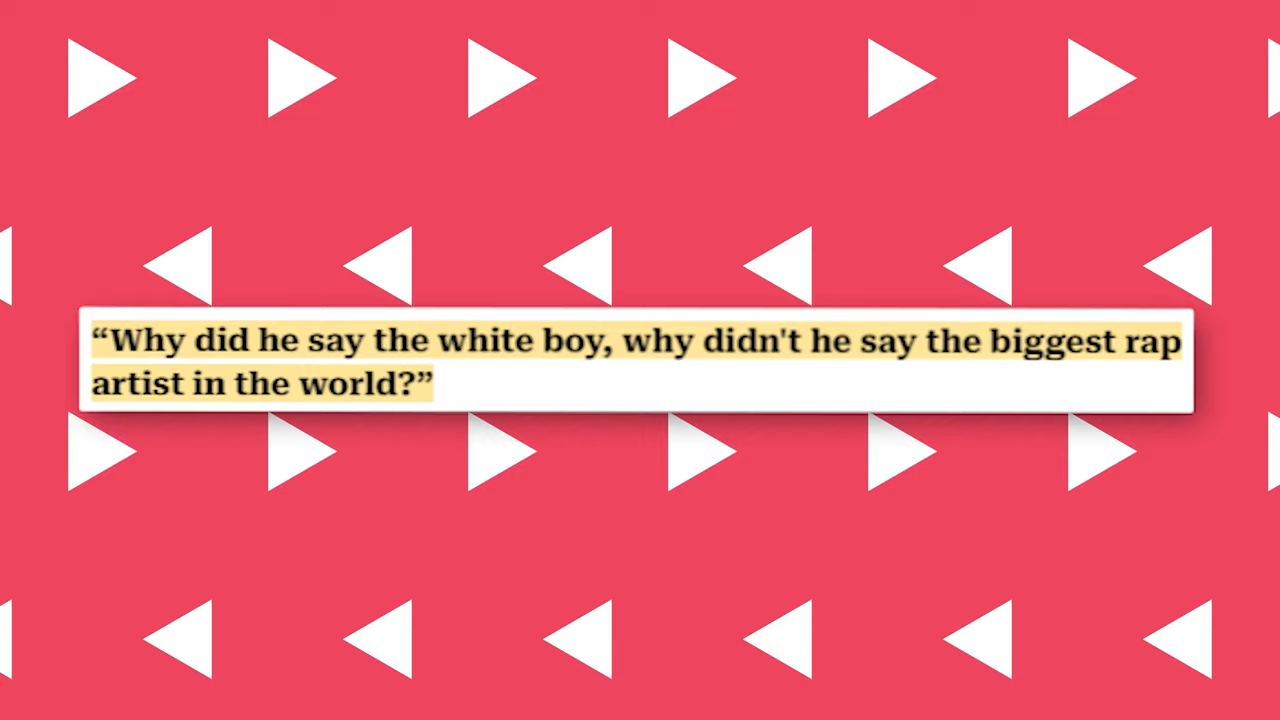 “Why did he say the white boy, why didn't he say the biggest rap
artist in the world?”